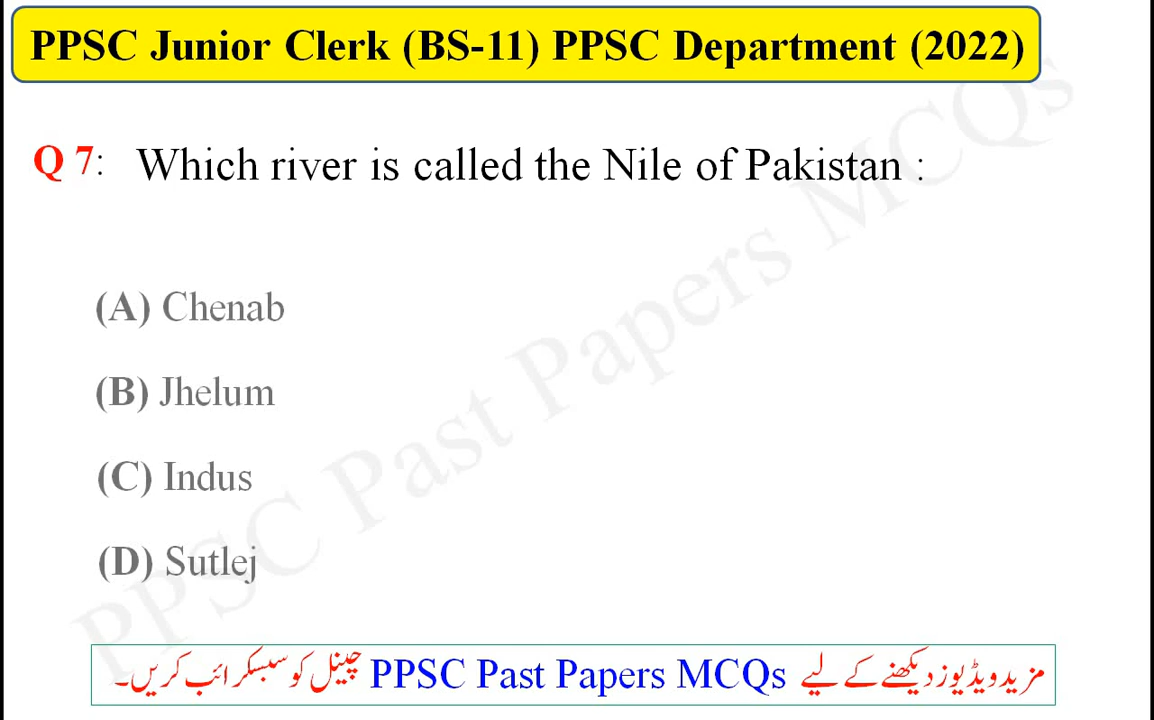 PPSC Junior Clerk (BS-11) PPSC Department (2022)
Q 7: Which river is called the Nile of Pakistan :
(A) Chenab
(B) Jhelum
(C) Indus
(D) Sutlej
مزید ویڈیوز دیکھنے کے لیے PPSC Past Papers MCQs چینل کو سبسکرائب کریں۔
PPSC Past Papers MCQs